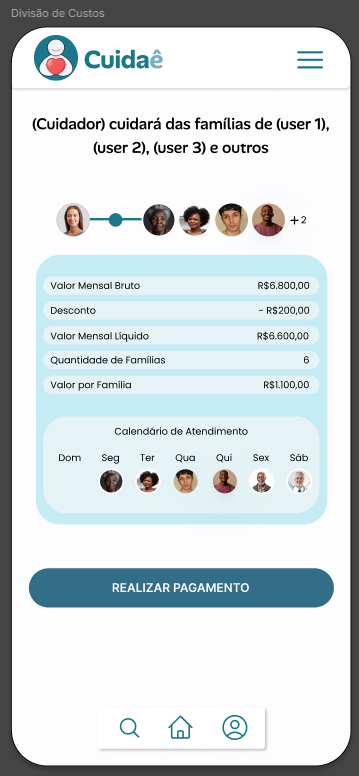 Divisão de Custos
Cuidaê
(Cuidador) cuidará das famílias de (user 1),
(user 2), (user 3) e outros
+2
Valor Mensal Bruto R$6.800,00
Desconto - R$200,00
Valor Mensal Líquido R$6.600,00
Quantidade de Famílias 6
Valor por Família R$1.100,00
Calendário de Atendimento
Dom Seg Ter Qua Qui Sex Sáb
REALIZAR PAGAMENTO